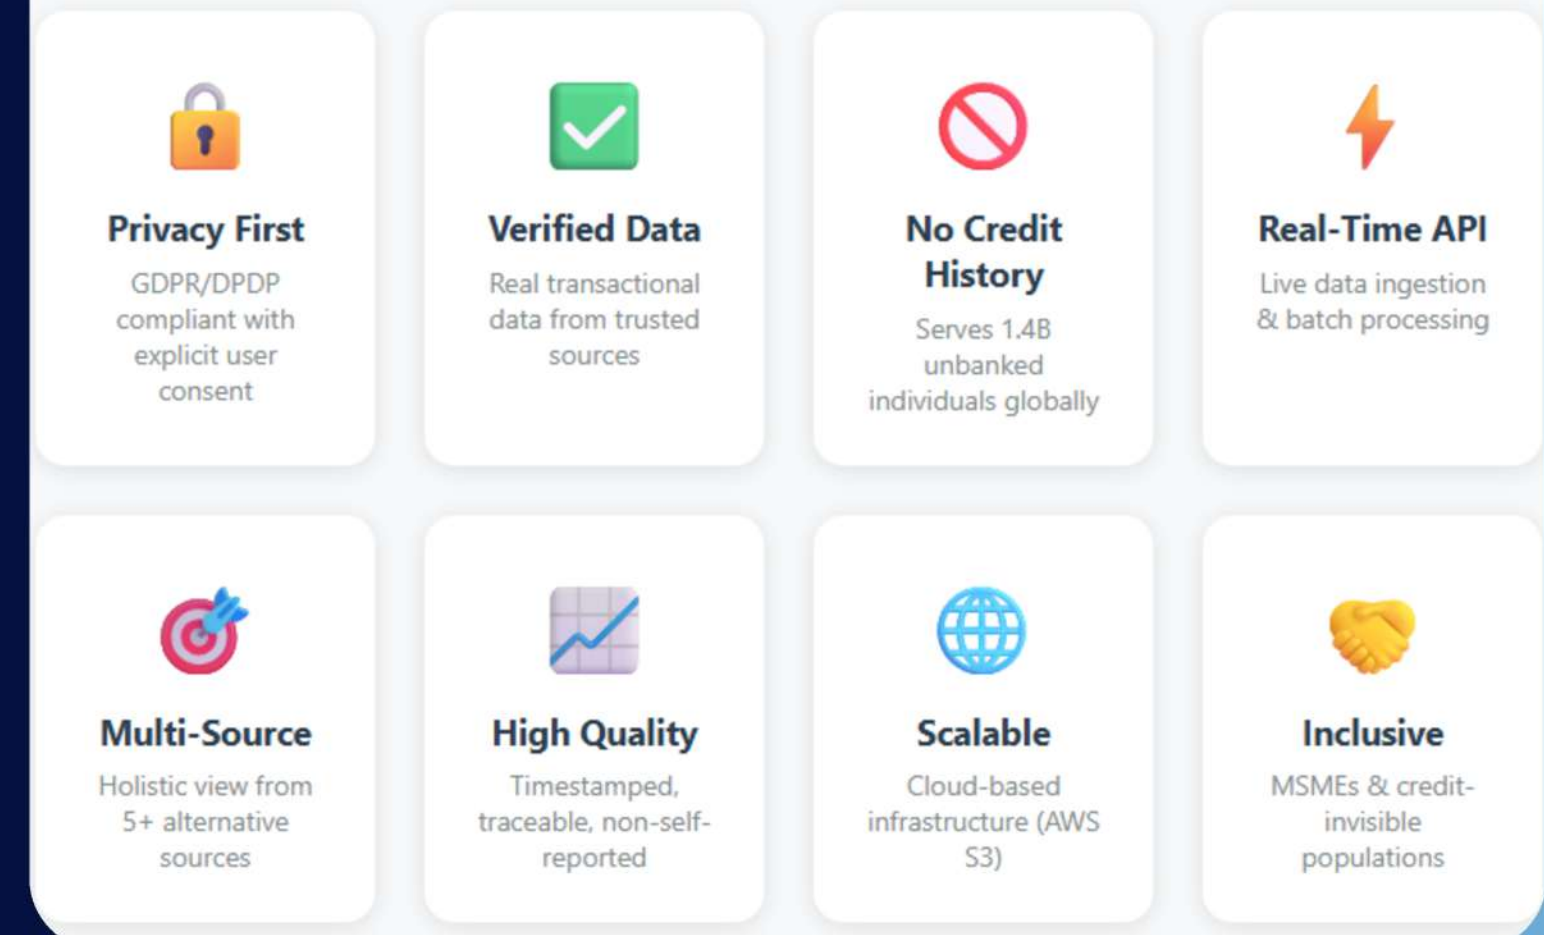 Privacy First
GDPR/DPDP
compliant with
explicit user
consent
Verified Data
Real transactional
data from trusted
sources
No Credit
History
Serves 1.4B
unbanked
individuals globally
Real-Time API
Live data ingestion
& batch processing
Multi-Source
Holistic view from
5+ alternative
sources
High Quality
Timestamped,
traceable, non-self-
reported
Scalable
Cloud-based
infrastructure (AWS
S3)
Inclusive
MSMEs & credit-
invisible
populations